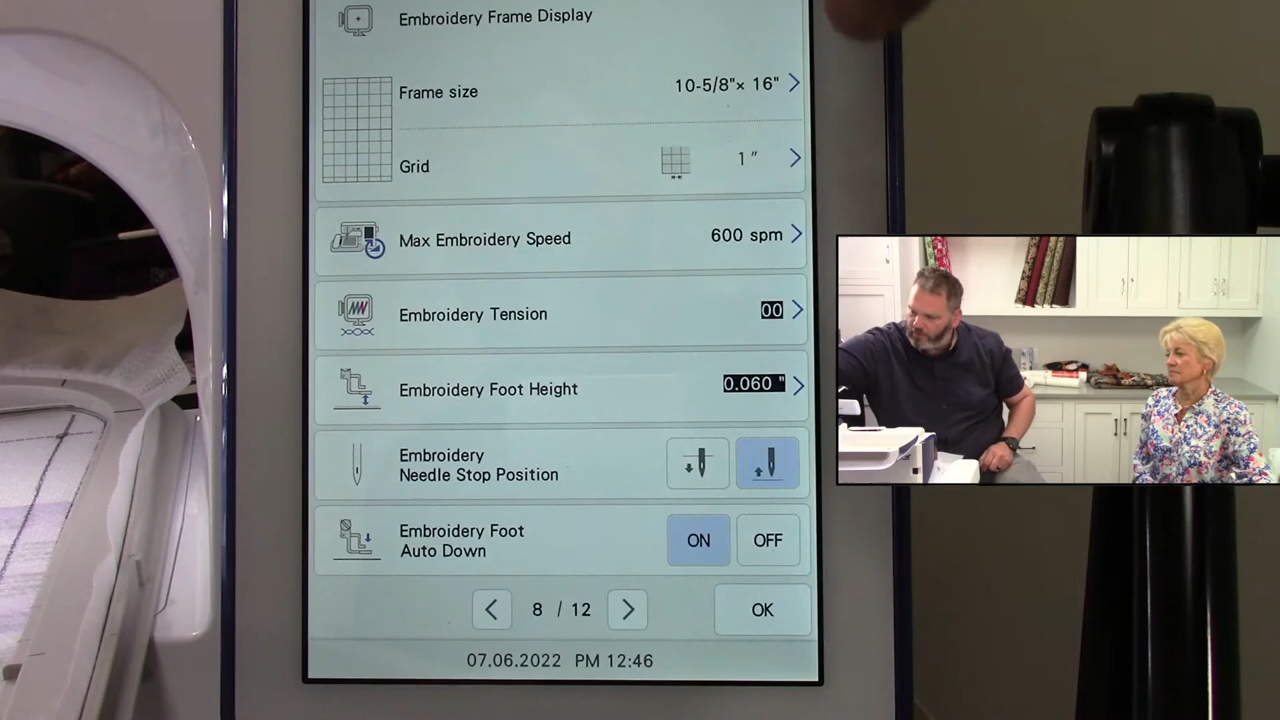 Embroidery Frame Display
Frame size 10-5/8"× 16"
Grid 1"
Max Embroidery Speed 600 spm
Embroidery Tension 00
Embroidery Foot Height 0.060 "
Embroidery
Needle Stop Position
Embroidery Foot
Auto Down
ON OFF
8 / 12 OK
07.06.2022 PM 12:46